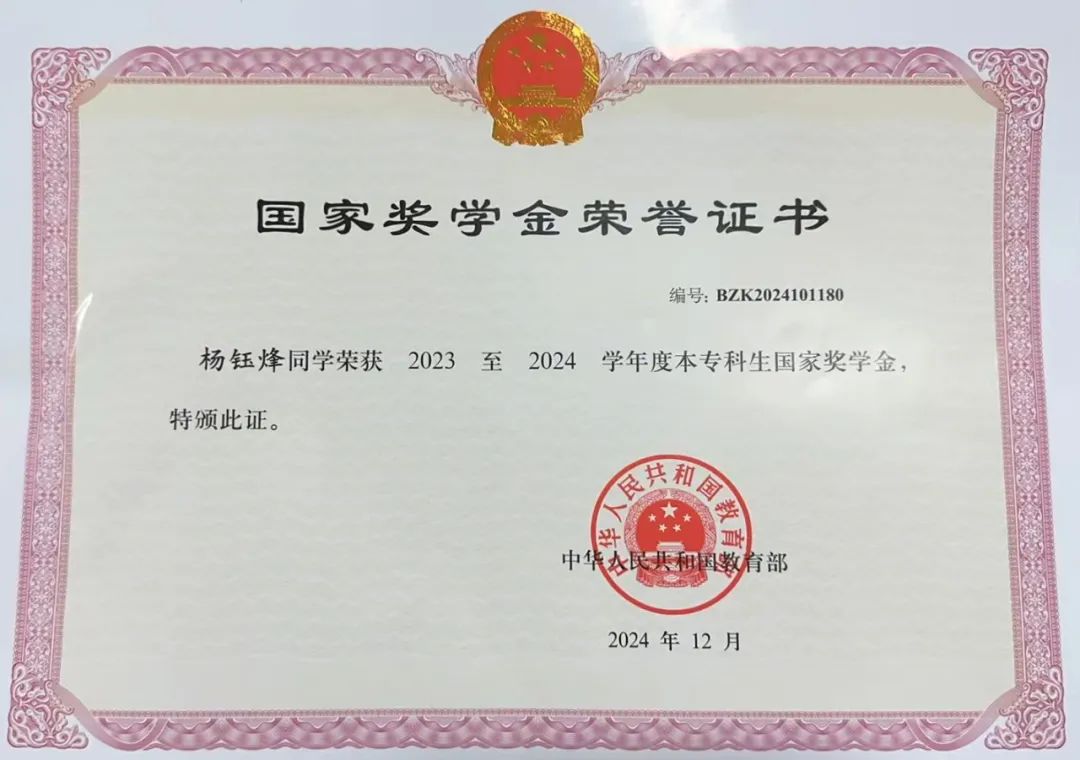 国家奖学金荣誉证书
编号: BZK2024101180
杨钰烽同学荣获 2023 至 2024 学年度本专科生国家奖学金,
特颁此证。
中华人民共和国教育部
中华人民共和国教育部
2024 年 12 月